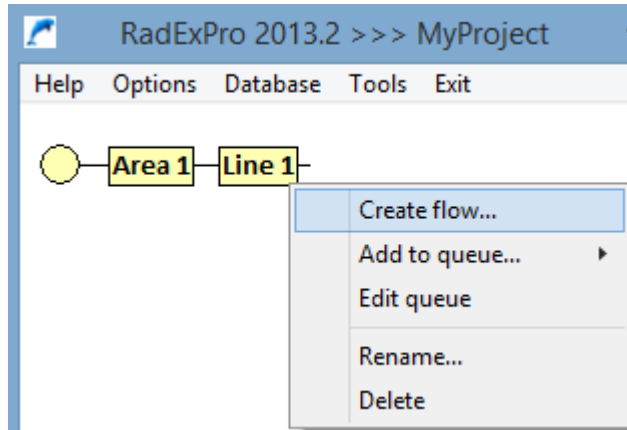 RadExPro 2013.2 >>> MyProject
Help Options Database Tools Exit
Area 1 Line 1
Create flow...
Add to queue...
Edit queue
Rename...
Delete